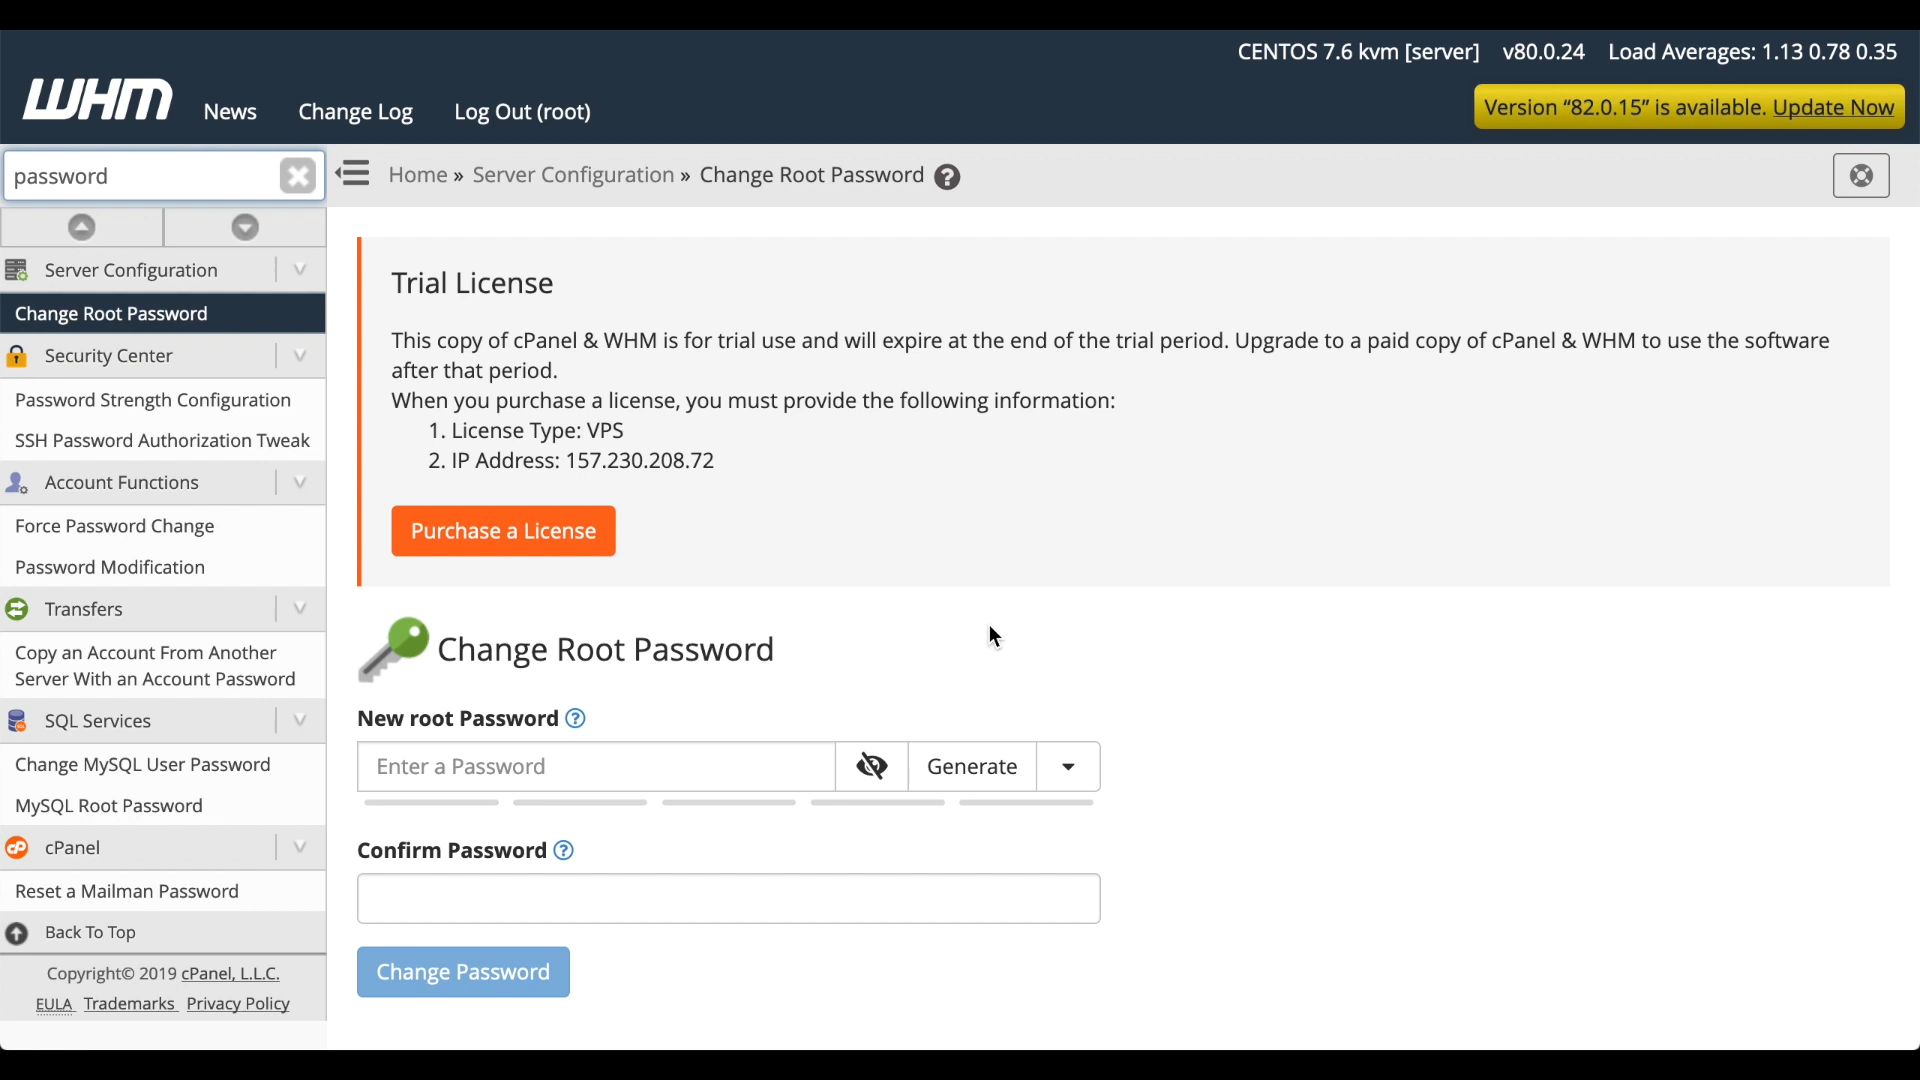 CENTOS 7.6 kvm [server] v80.0.24 Load Averages: 1.13 0.78 0.35
WHM News Change Log Log Out (root)
Version “82.0.15” is available. Update Now
password
Home » Server Configuration » Change Root Password ?
Server Configuration
Change Root Password
Security Center
Password Strength Configuration
SSH Password Authorization Tweak
Account Functions
Force Password Change
Password Modification
Transfers
Copy an Account From Another
Server With an Account Password
SQL Services
Change MySQL User Password
MySQL Root Password
cP cPanel
Reset a Mailman Password
Back To Top
Copyright© 2019 cPanel, L.L.C.
EULA Trademarks Privacy Policy
Trial License
This copy of cPanel & WHM is for trial use and will expire at the end of the trial period. Upgrade to a paid copy of cPanel & WHM to use the software
after that period.
When you purchase a license, you must provide the following information:
1. License Type: VPS
2. IP Address: 157.230.208.72
Purchase a License
Change Root Password
New root Password ?
Enter a Password
Generate
Confirm Password ?
Change Password